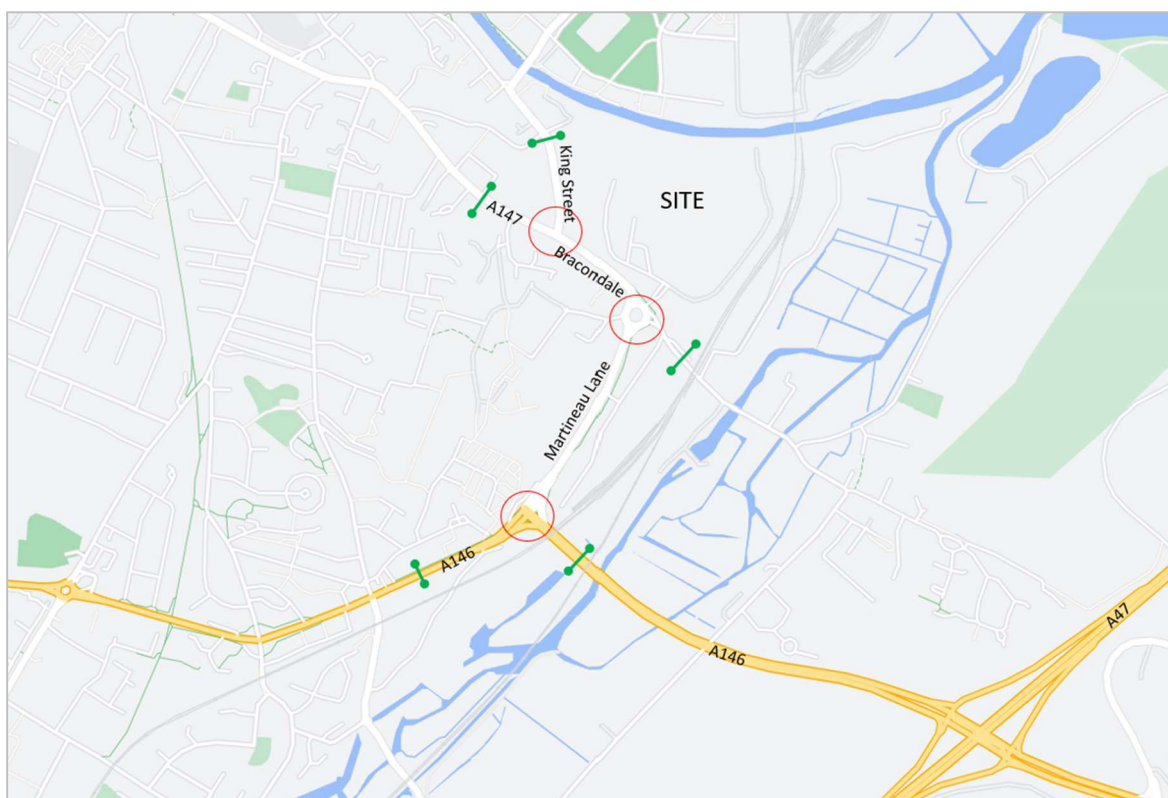 King Street
SITE
A147
Bracondale
Martineau Lane
A146
A47
A146